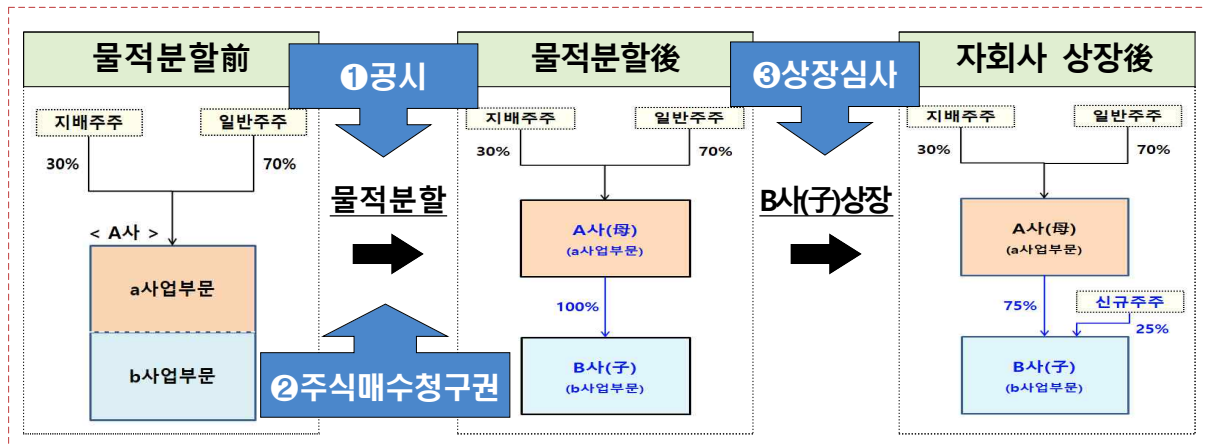 물적분할前
❶공시
물적분할後
❸상장심사
자회사 상장後
지배주주
일반주주
30%
70%
< A사 >
a사업부문
b사업부문
물적분할
❷주식매수청구권
지배주주
일반주주
30%
70%
A사(母)
(a사업부문)
100%
B사(子)
(b사업부문)
B사(子)상장
지배주주
일반주주
30%
70%
A사(母)
(a사업부문)
75%
신규주주
25%
B사(子)
(b사업부문)